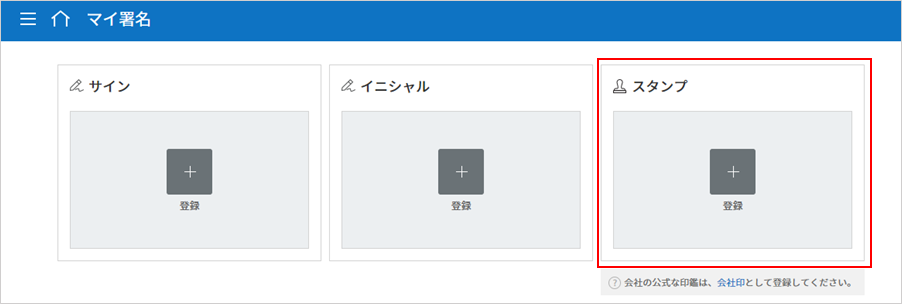 マイ署名
サイン
イニシャル
スタンプ
登録
登録
登録
? 会社の公式な印鑑は、会社印として登録してください。